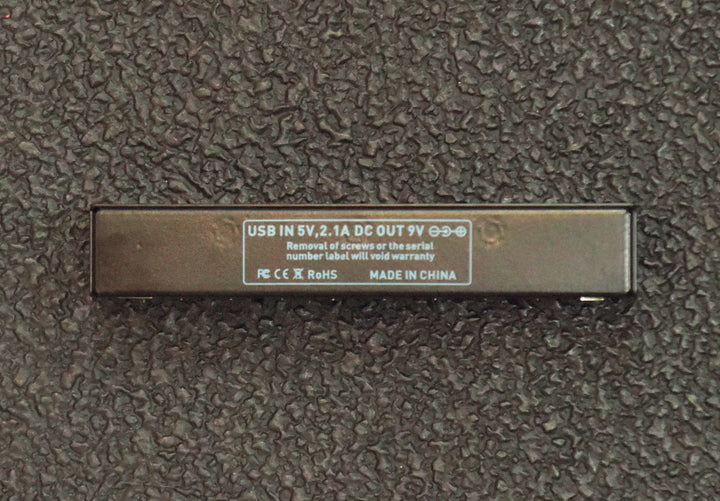 USB IN 5V,2.1A DC OUT 9V
Removal of screws or the serial
number label will void warranty
FC CE RoHS MADE IN CHINA